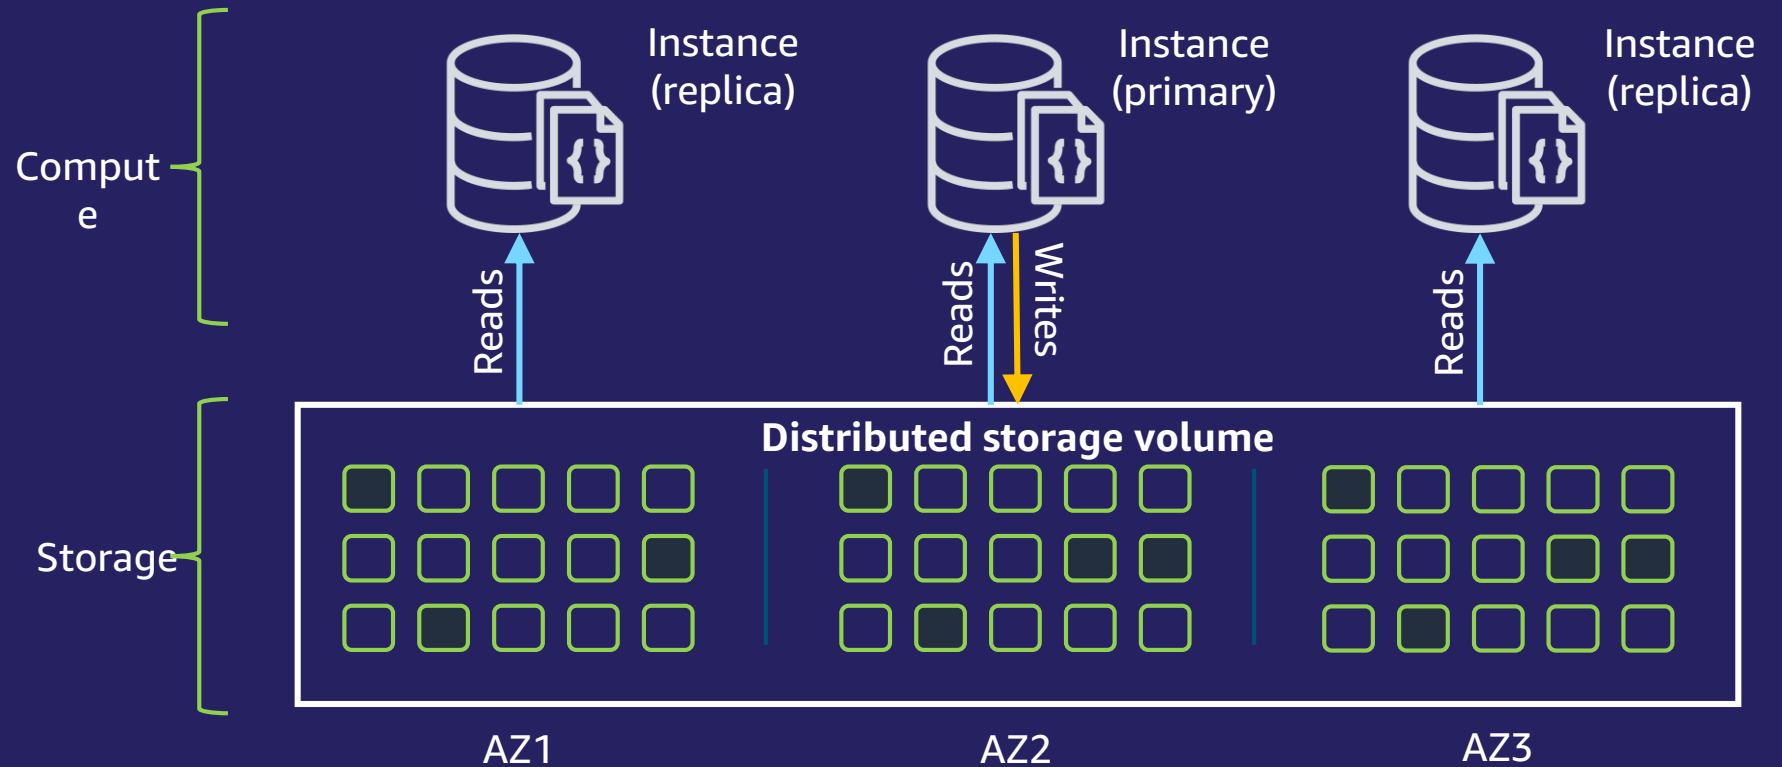 Instance
(replica)
Instance
(primary)
Instance
(replica)
Comput
e
{}
{}
{}
Reads
Reads
Writes
Reads
Distributed storage volume
Storage
AZ1
AZ2
AZ3